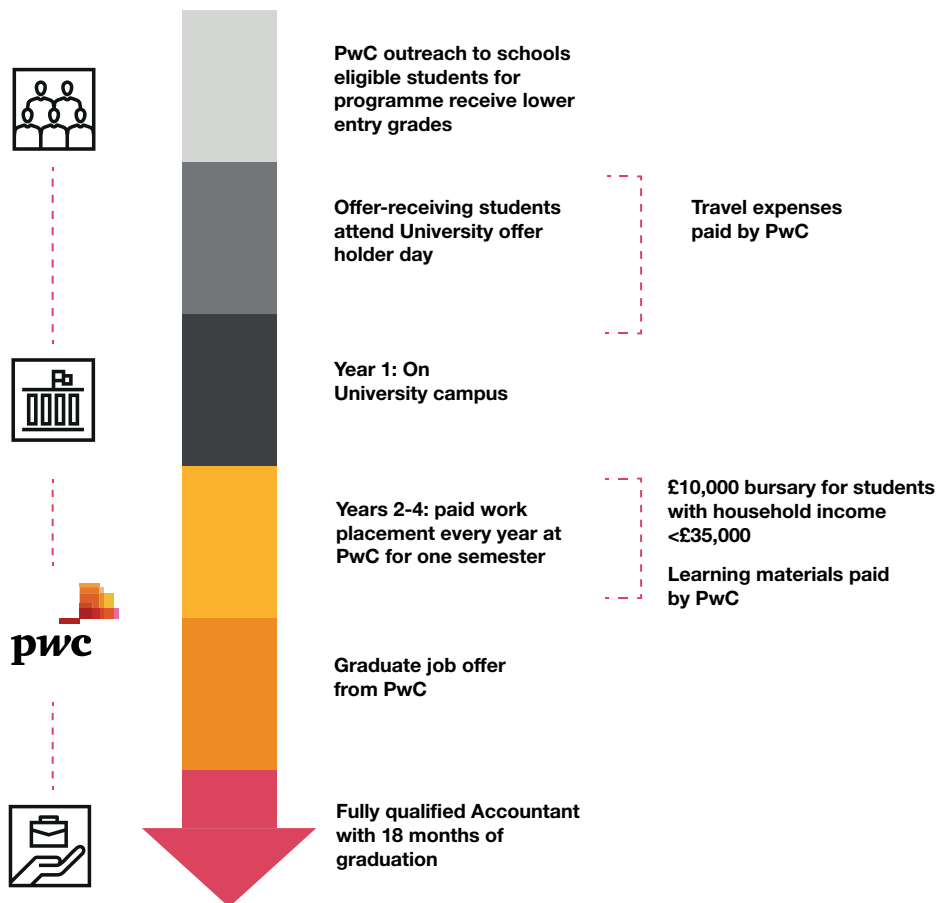 PwC outreach to schools
eligible students for
programme receive lower
entry grades
Offer-receiving students
attend University offer
holder day
Travel expenses
paid by PwC
Year 1: On
University campus
Years 2-4: paid work
placement every year at
PwC for one semester
£10,000 bursary for students
with household income
<£35,000
Learning materials paid
by PwC
pwc
Graduate job offer
from PwC
Fully qualified Accountant
with 18 months of
graduation